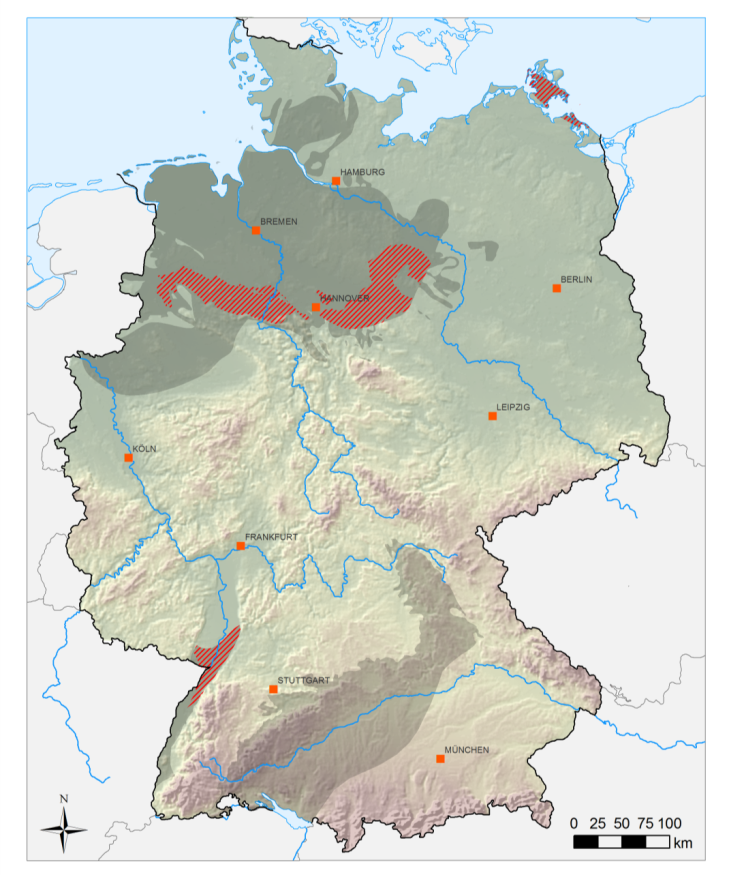 HAMBURG
BREMEN
BERLIN
HANNOVER
LEIPZIG
KÖLN
FRANKFURT
STUTTGART
MÜNCHEN
N
0 25 50 75 100
km